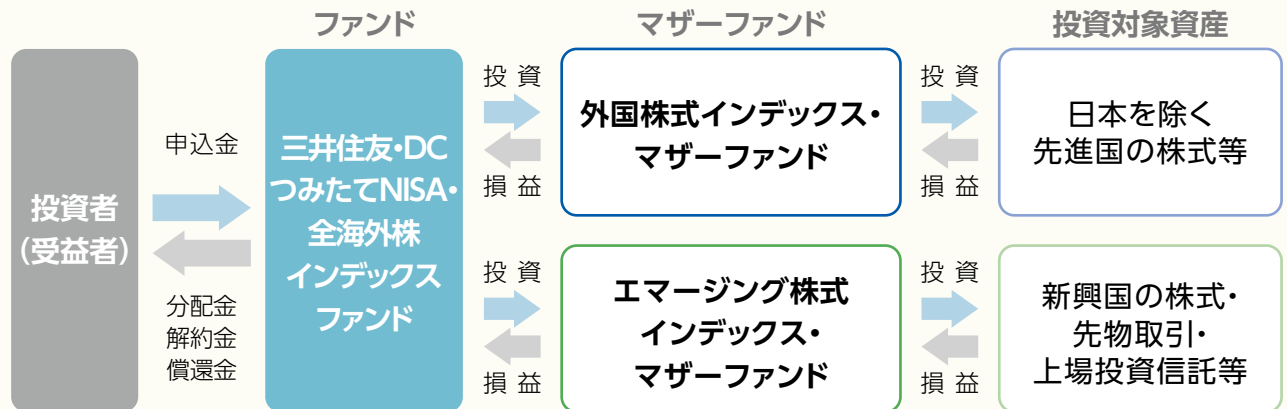 ファンド
マザーファンド
投資対象資産
投資者
(受益者)
申込金
分配金
解約金
償還金
三井住友・DC
つみたてNISA・
全海外株
インデックス
ファンド
投資
損益
外国株式インデックス・
マザーファンド
投資
損益
日本を除く
先進国の株式等
投資
損益
エマージング株式
インデックス・
マザーファンド
投資
損益
新興国の株式・
先物取引・
上場投資信託等